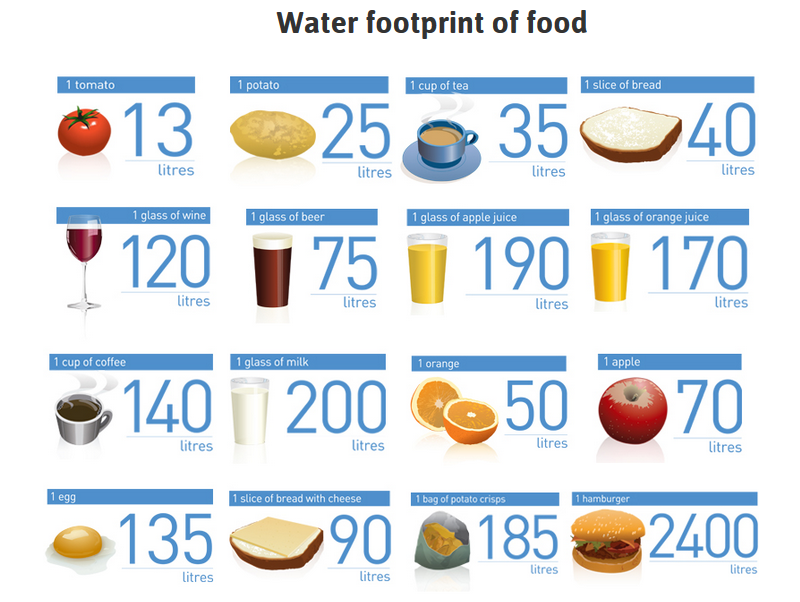 Water footprint of food
1 tomato
13
litres
1 potato
25
litres
1 cup of tea
35
litres
1 slice of bread
40
litres
1 glass of wine
120
litres
1 glass of beer
75
litres
1 glass of apple juice
190
litres
1 glass of orange juice
170
litres
1 cup of coffee
140
litres
1 glass of milk
200
litres
1 orange
50
litres
1 apple
70
litres
1 egg
135
litres
1 slice of bread with cheese
90
litres
1 bag of potato crisps
185
litres
1 hamburger
2400
litres